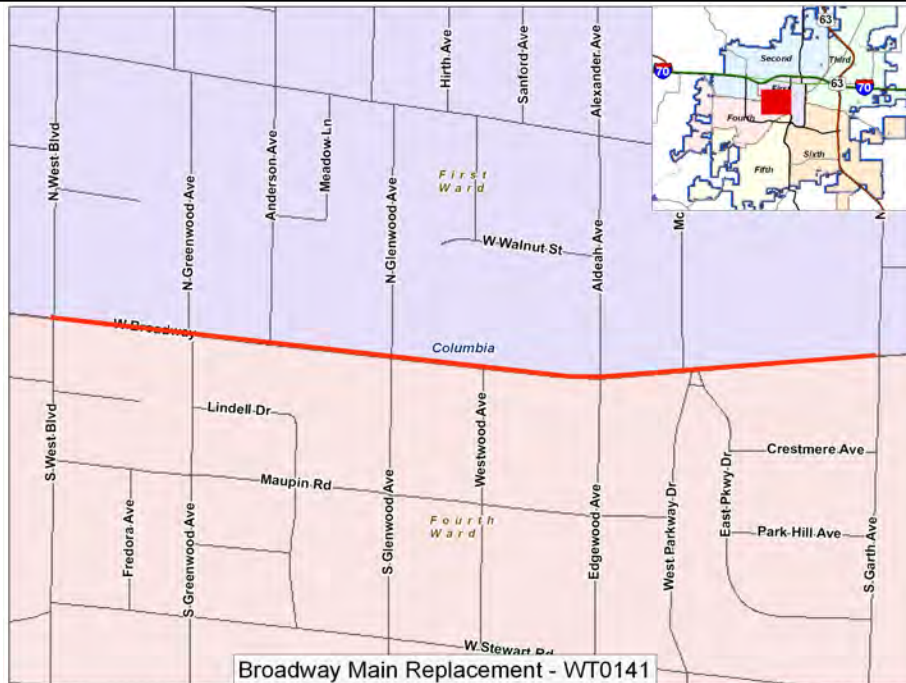 Hirth Ave
Sanford Ave
Alexander Ave
63
Second
Third
70
First
63
70
Fourth
Sixth
Fifth
N West Blvd
N Greenwood Ave
Anderson Ave
Meadow Ln
N Glenwood Ave
First
Ward
W Walnut St
Aldeah Ave
Mc
N
W Broadway
Columbia
S West Blvd
Lindell Dr
Westwood Ave
Crestmere Ave
Maupin Rd
Fredora Ave
S Greenwood Ave
S Glenwood Ave
Fourth
Ward
Edgewood Ave
West Parkway Dr
East Pkwy Dr
Park Hill Ave
S Garth Ave
W Stewart Rd
Broadway Main Replacement - WT0141